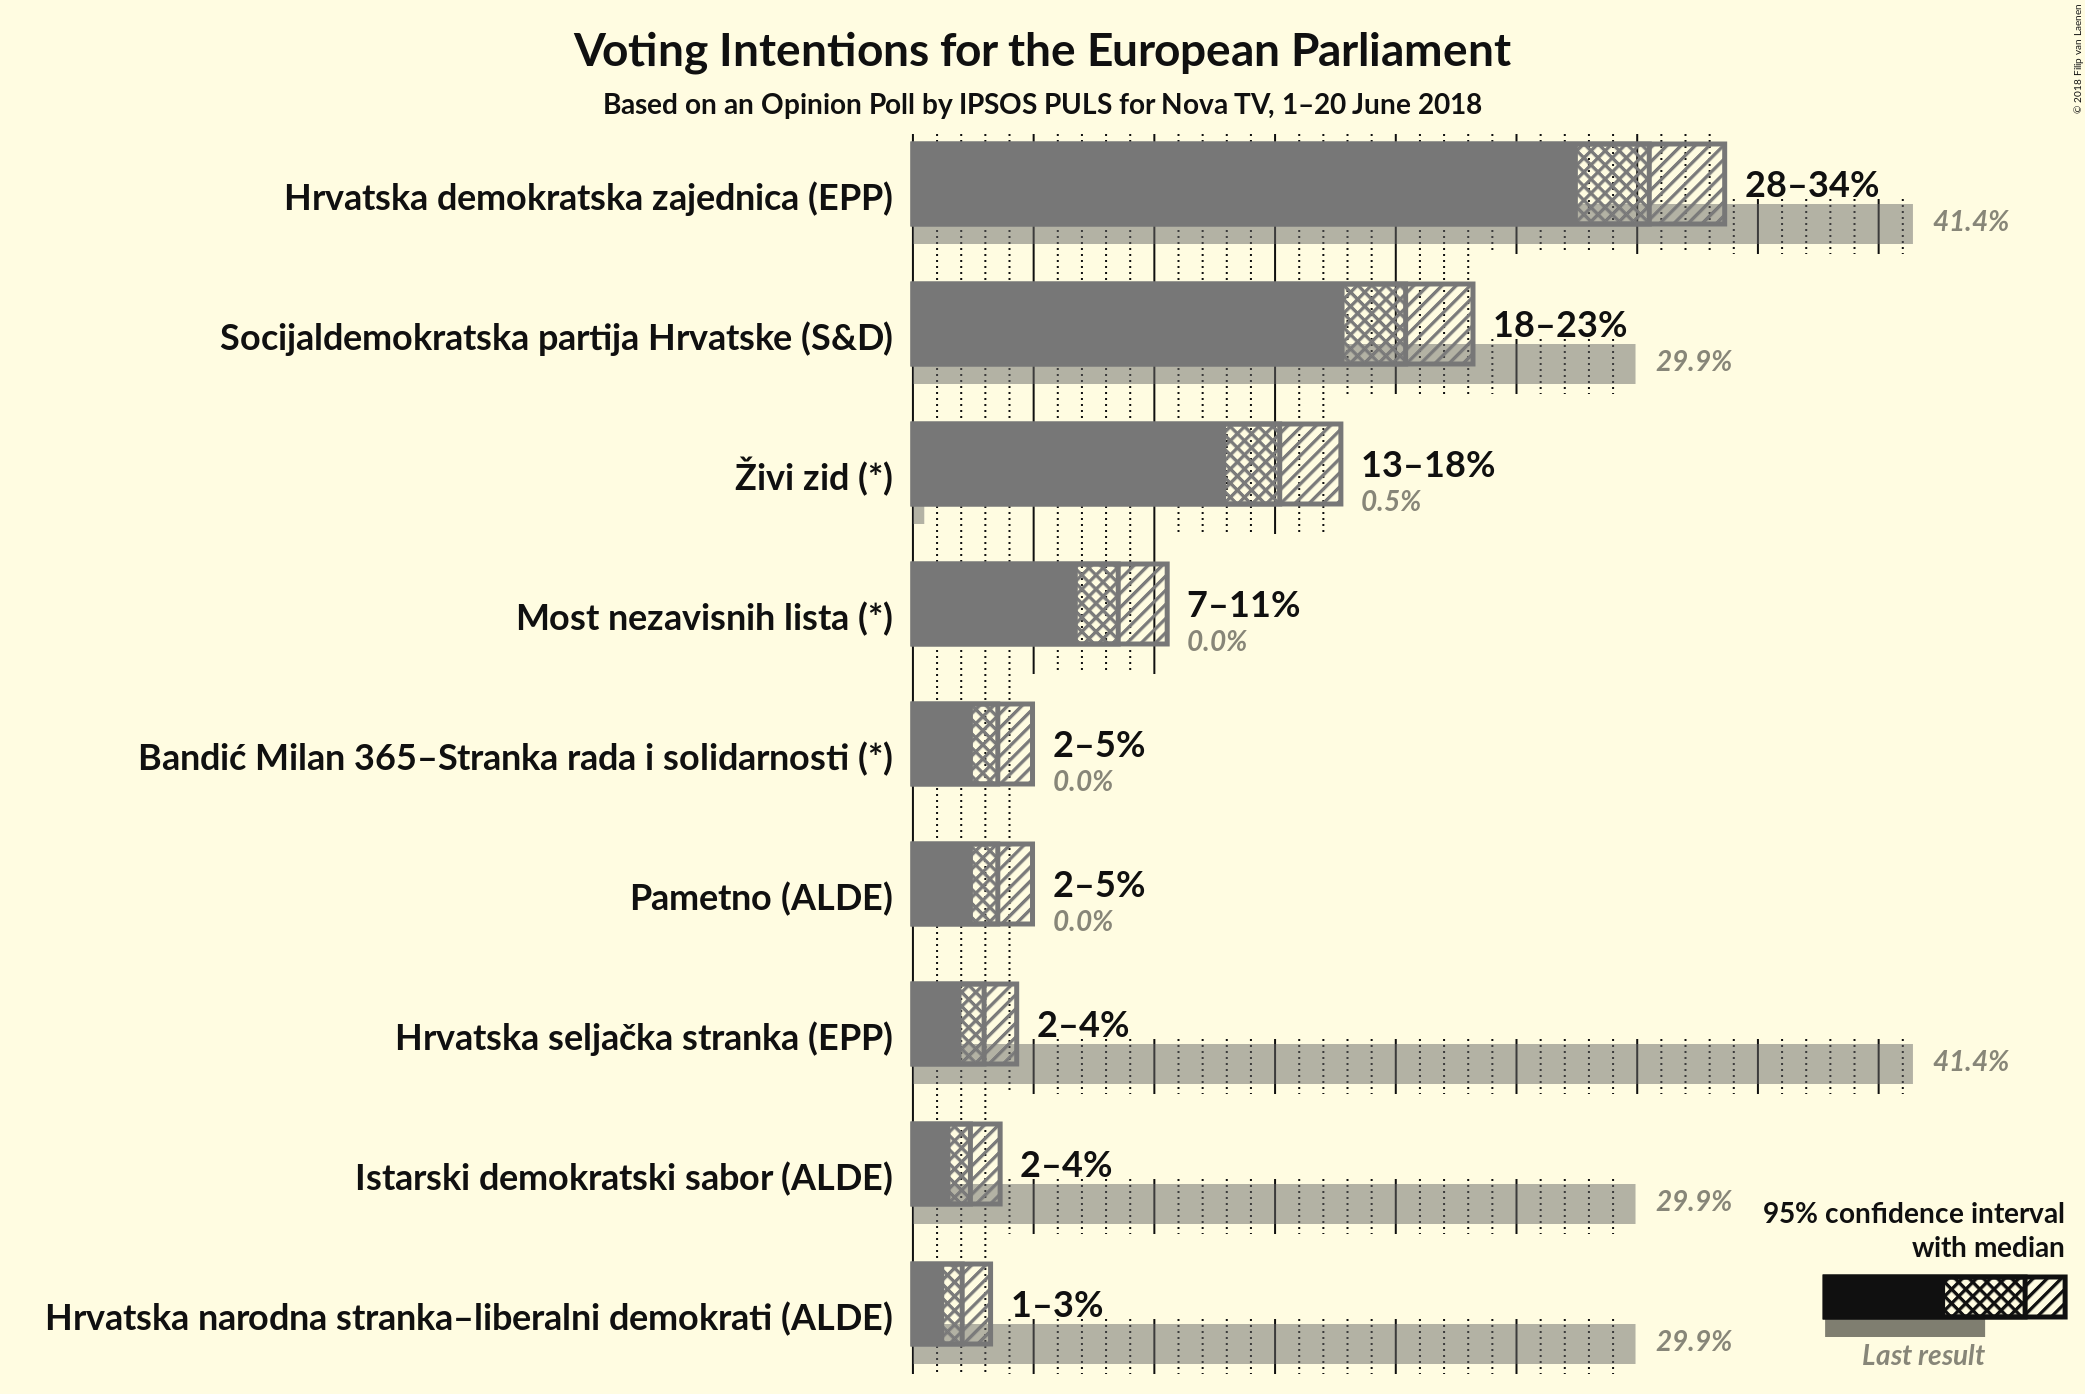 Voting Intentions for the European Parliament
Based on an Opinion Poll by IPSOS PULS for Nova TV, 1–20 June 2018
© 2018 Filip van Laenen
Hrvatska demokratska zajednica (EPP)
28–34%
41.4%
Socijaldemokratska partija Hrvatske (S&D)
18–23%
29.9%
Živi zid (*)
13–18%
0.5%
Most nezavisnih lista (*)
7–11%
0.0%
Bandić Milan 365–Stranka rada i solidarnosti (*)
2–5%
0.0%
Pametno (ALDE)
2–5%
0.0%
Hrvatska seljačka stranka (EPP)
2–4%
41.4%
Istarski demokratski sabor (ALDE)
2–4%
29.9%
Hrvatska narodna stranka–liberalni demokrati (ALDE)
1–3%
29.9%
95% confidence interval
with median
Last result